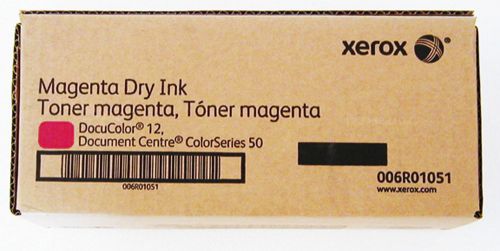 xerox
Magenta Dry Ink
Toner magenta, Tóner magenta
DocuColor® 12,
Document Centre® ColorSeries 50
006R01051
006R01051
www.xerox.com